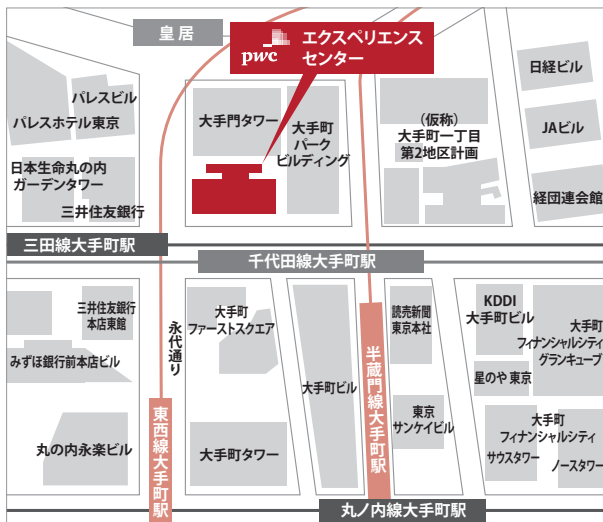 皇居
pwc
エクスペリエンス
センター
パレスビル
パレスホテル東京
日本生命丸の内
ガーデンタワー
三井住友銀行
大手門タワー
大手町
パーク
ビルディング
(仮称)
大手町一丁目
第2地区計画
日経ビル
JAビル
経団連会館
三田線大手町駅
千代田線大手町駅
三井住友銀行
本店東館
みずほ銀行前本店ビル
丸の内永楽ビル
永代通り
東西線大手町駅
大手町
ファーストスクエア
大手町タワー
大手町ビル
半蔵門線大手町駅
読売新聞
東京本社
東京
サンケイビル
KDDI
大手町ビル
星のや 東京
大手町
フィナンシャルシティ
グランキューブ
大手町
フィナンシャルシティ
サウスタワー
ノースタワー
丸ノ内線大手町駅